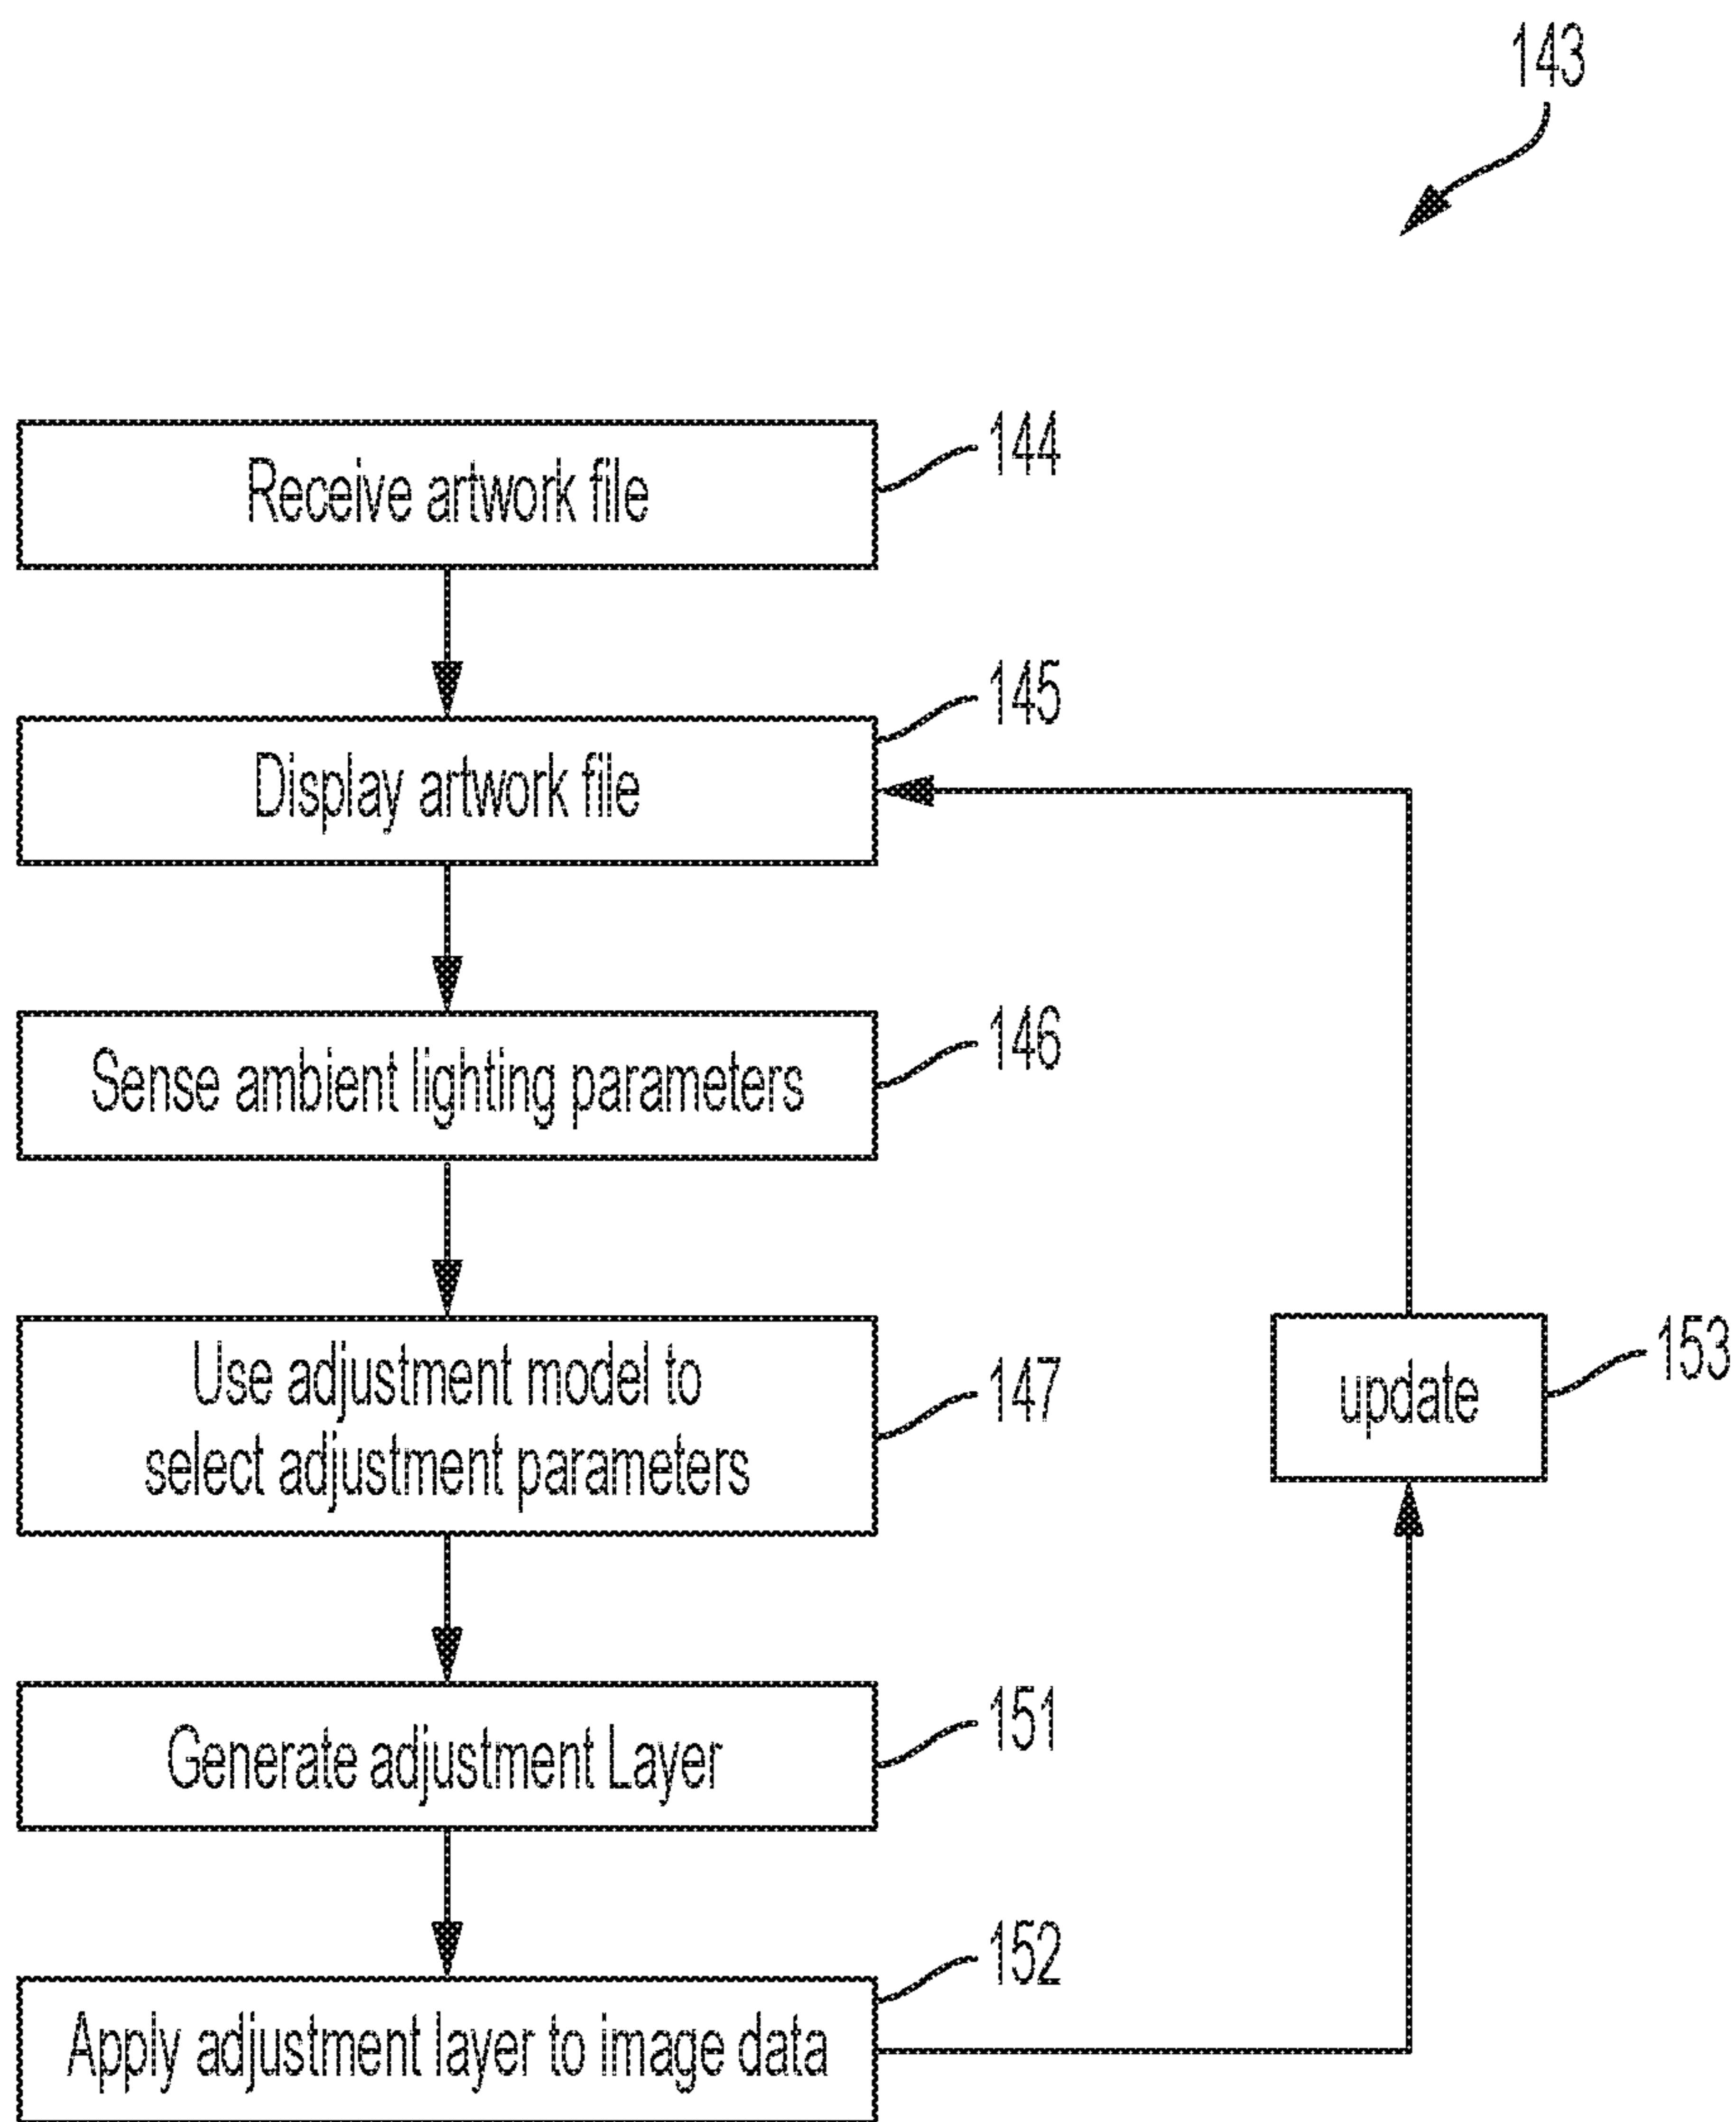 143
Receive artwork file
144
Display artwork file
145
Sense ambient lighting parameters
146
Use adjustment model to
select adjustment parameters
147
update
153
Generate adjustment Layer
151
Apply adjustment layer to image data
152